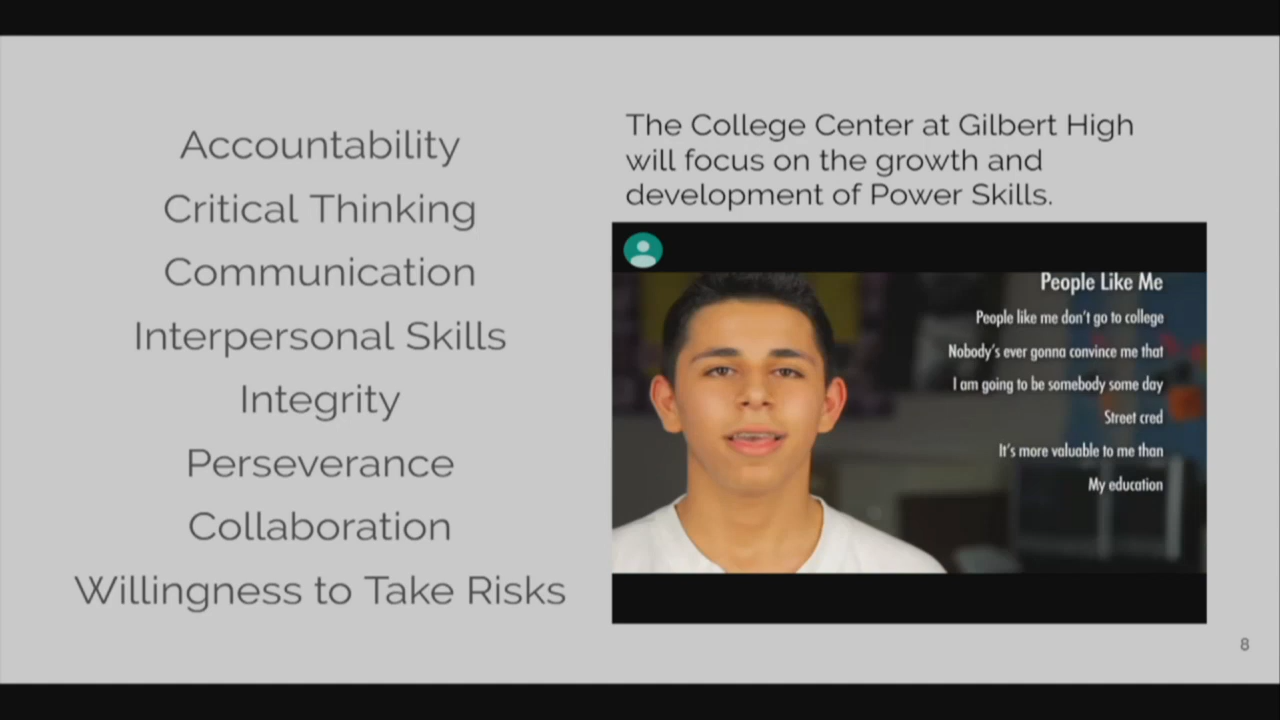 Accountability
Critical Thinking
Communication
Interpersonal Skills
Integrity
Perseverance
Collaboration
Willingness to Take Risks
The College Center at Gilbert High
will focus on the growth and
development of Power Skills.
People Like Me
People like me don't go to college
Nobody's ever gonna convince me that
I am going to be somebody some day
Street cred
It's more valuable to me than
My education
8